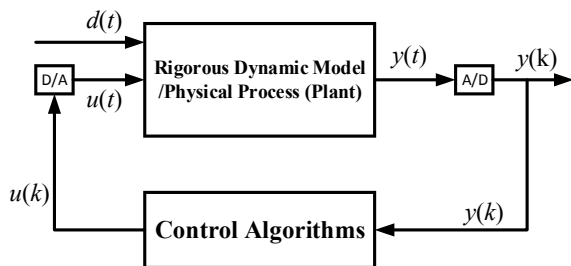 d(t)
D/A
u(t)
Rigorous Dynamic Model
/Physical Process (Plant)
y(t)
A/D
y(k)
u(k)
Control Algorithms
y(k)